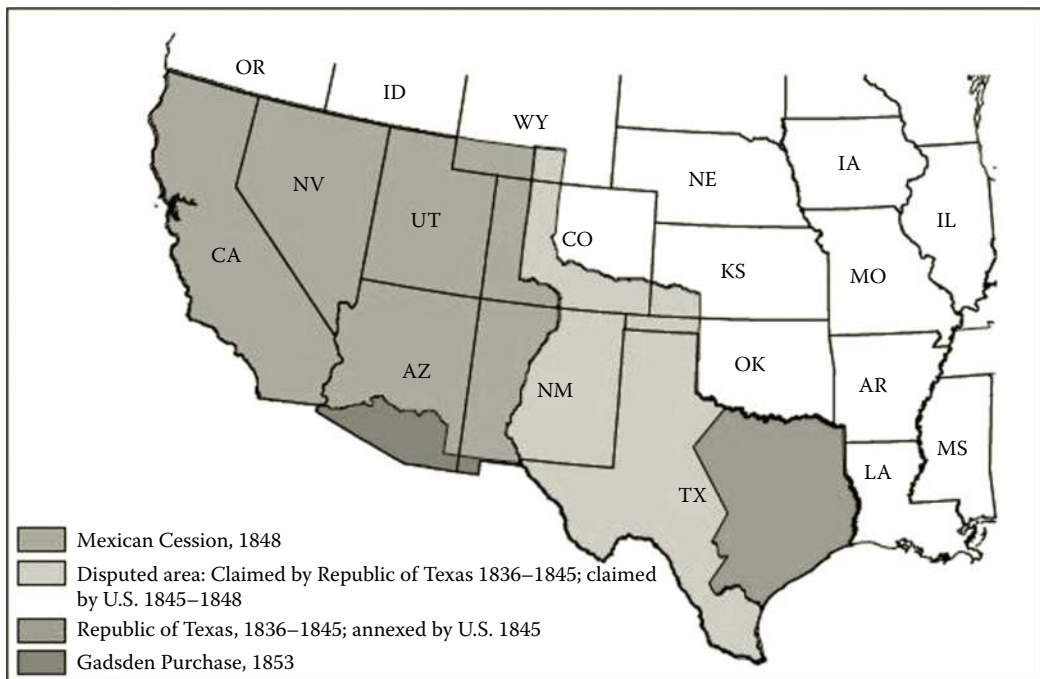 OR
ID
WY
NV
UT
CO
NE
IA
IL
CA
KS
MO
AZ
NM
OK
AR
TX
LA
MS
Mexican Cession, 1848
Disputed area: Claimed by Republic of Texas 1836–1845; claimed
by U.S. 1845–1848
Republic of Texas, 1836–1845; annexed by U.S. 1845
Gadsden Purchase, 1853